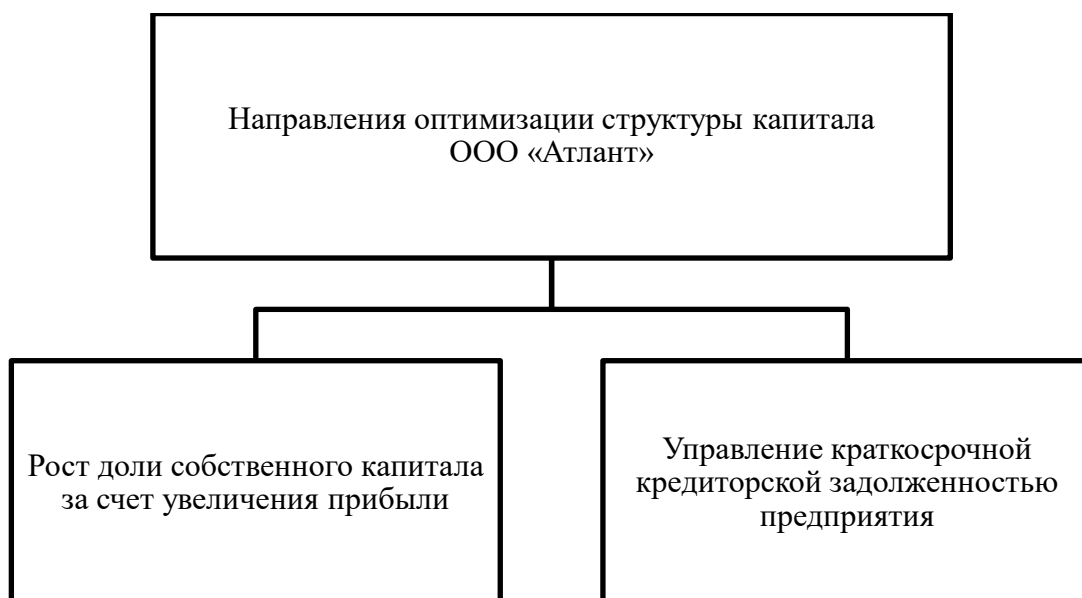 Направления оптимизации структуры капитала
ООО «Атлант»
Рост доли собственного капитала
за счет увеличения прибыли
Управление краткосрочной
кредиторской задолженностью
предприятия